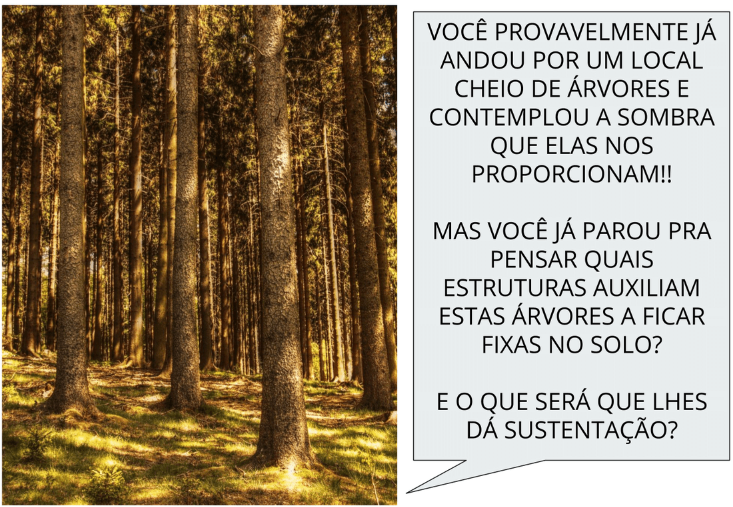 VOCÊ PROVAVELMENTE JÁ
ANDOU POR UM LOCAL
CHEIO DE ÁRVORES E
CONTEMPLOU A SOMBRA
QUE ELAS NOS
PROPORCIONAM!!
MAS VOCÊ JÁ PAROU PRA
PENSAR QUAIS
ESTRUTURAS AUXILIAM
ESTAS ÁRVORES A FICAR
FIXAS NO SOLO?
E O QUE SERÁ QUE LHES
DÁ SUSTENTAÇÃO?